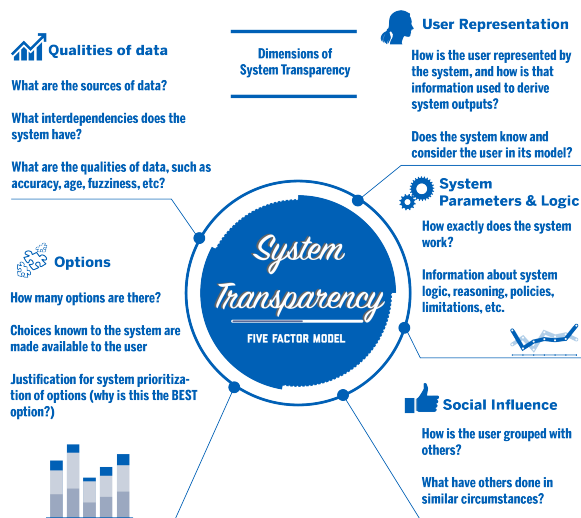 Dimensions of
System Transparency
Qualities of data
What are the sources of data?
What interdependencies does the
system have?
What are the qualities of data, such as
accuracy, age, fuzziness, etc?
User Representation
How is the user represented by
the system, and how is that
information used to derive
system outputs?
Does the system know and
consider the user in its model?
System
Parameters & Logic
How exactly does the system
work?
Information about system
logic, reasoning, policies,
limitations, etc.
System
Transparency
FIVE FACTOR MODEL
Options
How many options are there?
Choices known to the system are
made available to the user
Justification for system prioritiza-
tion of options (why is this the BEST
option?)
Social Influence
How is the user grouped with
others?
What have others done in
similar circumstances?